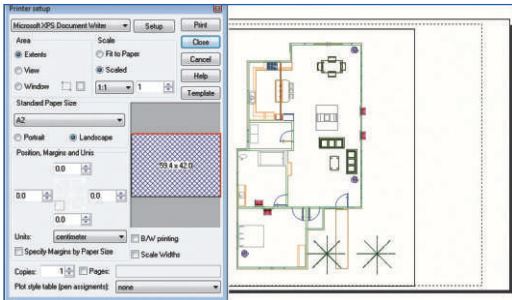 Printer setup
Microsoft XPS Document Writer Setup Print
Area Scale Close
Extents Fit to Paper
View Scaled Cancel
Window 1:1 1 Help
Template
Standard Paper Size
A2
Portrait Landscape
Position, Margins and Unis
59.4 x 42.0
0.0
0.0 0.0
0.0
Units: centimeter B/W printing
Specify Margins by Paper Size Scale Widths
Copies: 1 Pages:
Plot style table (pen assigments): none